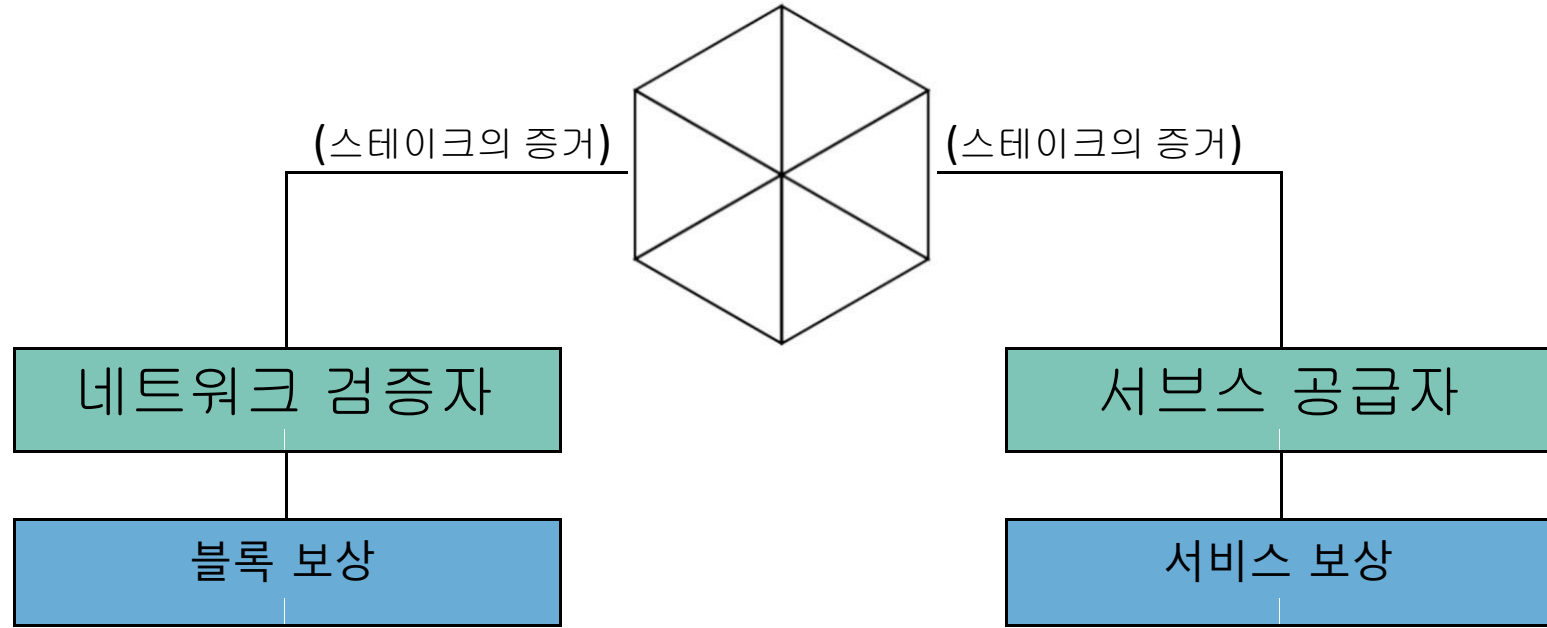 (스테이크의 증거)
(스테이크의 증거)
네트워크 검증자
서브스 공급자
블록 보상
서비스 보상